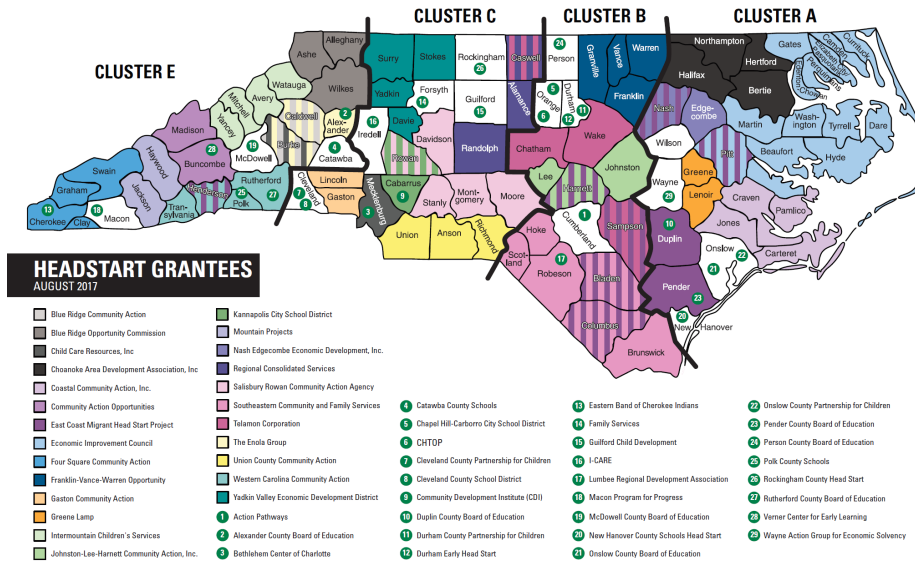 CLUSTER C
CLUSTER B
CLUSTER A
CLUSTER E
Ashe
Alleghany
Surry
Stokes
Rockingham
26
Caswell
24
Person
Granville
Vance
Warren
Northampton
Gates
Camden
Currituck
Pasquotank
Perquimans
Chowan
Hertford
Halifax
Bertie
Watauga
Wilkes
Yadkin
Forsyth
14
Guilford
15
Alamance
5
Orange
6
Durham
11
12
Franklin
Nash
Edge-
combe
Martin
Wash-
ington
Tyrrell
Dare
Mitchell
Avery
Yancey
Caldwell
2
Alex-
ander
16
Iredell
Davie
Davidson
Randolph
Chatham
Wake
Wilson
Pitt
Beaufort
Hyde
Madison
28
Buncombe
19
McDowell
Burke
4
Catawba
Rowan
Lee
Johnston
Wayne
29
Greene
Lenoir
Craven
Pamlico
Swain
Haywood
Rutherford
Lincoln
Cabarrus
9
Mont-
gomery
Moore
Harnett
Graham
Jackson
Henderson
25
Polk
27
Tran-
sylvania
Cleveland
7
8
Gaston
Mecklenburg
3
Stanly
1
Cumberland
Sampson
10
Duplin
Jones
Carteret
13
Cherokee
Clay
18
Macon
Union
Anson
Richmond
Hoke
Scot-
land
17
Robeson
Bladen
Onslow
22
21
Pender
23
20
New Hanover
Columbus
Brunswick
HEADSTART GRANTEES
AUGUST 2017
Blue Ridge Community Action
Blue Ridge Opportunity Commission
Child Care Resources, Inc
Choanoke Area Development Association, Inc
Coastal Community Action, Inc.
Community Action Opportunities
East Coast Migrant Head Start Project
Economic Improvement Council
Four Square Community Action
Franklin-Vance-Warren Opportunity
Gaston Community Action
Greene Lamp
Intermountain Children's Services
Johnston-Lee-Harnett Community Action, Inc.
Kannapolis City School District
Mountain Projects
Nash Edgecombe Economic Development, Inc.
Regional Consolidated Services
Salisbury Rowan Community Action Agency
Southeastern Community and Family Services
Telamon Corporation
The Enola Group
Union County Community Action
Western Carolina Community Action
Yadkin Valley Economic Development District
1 Action Pathways
2 Alexander County Board of Education
3 Bethlehem Center of Charlotte
4 Catawba County Schools
5 Chapel Hill-Carborro City School District
6 CHTOP
7 Cleveland County Partnership for Children
8 Cleveland County School District
9 Community Development Institute (CDI)
10 Duplin County Board of Education
11 Durham County Partnership for Children
12 Durham Early Head Start
13 Eastern Band of Cherokee Indians
14 Family Services
15 Guilford Child Development
16 I-CARE
17 Lumbee Regional Development Association
18 Macon Program for Progress
19 McDowell County Board of Education
20 New Hanover County Schools Head Start
21 Onslow County Board of Education
22 Onslow County Partnership for Children
23 Pender County Board of Education
24 Person County Board of Education
25 Polk County Schools
26 Rockingham County Head Start
27 Rutherford County Board of Education
28 Verner Center for Early Learning
29 Wayne Action Group for Economic Solvency